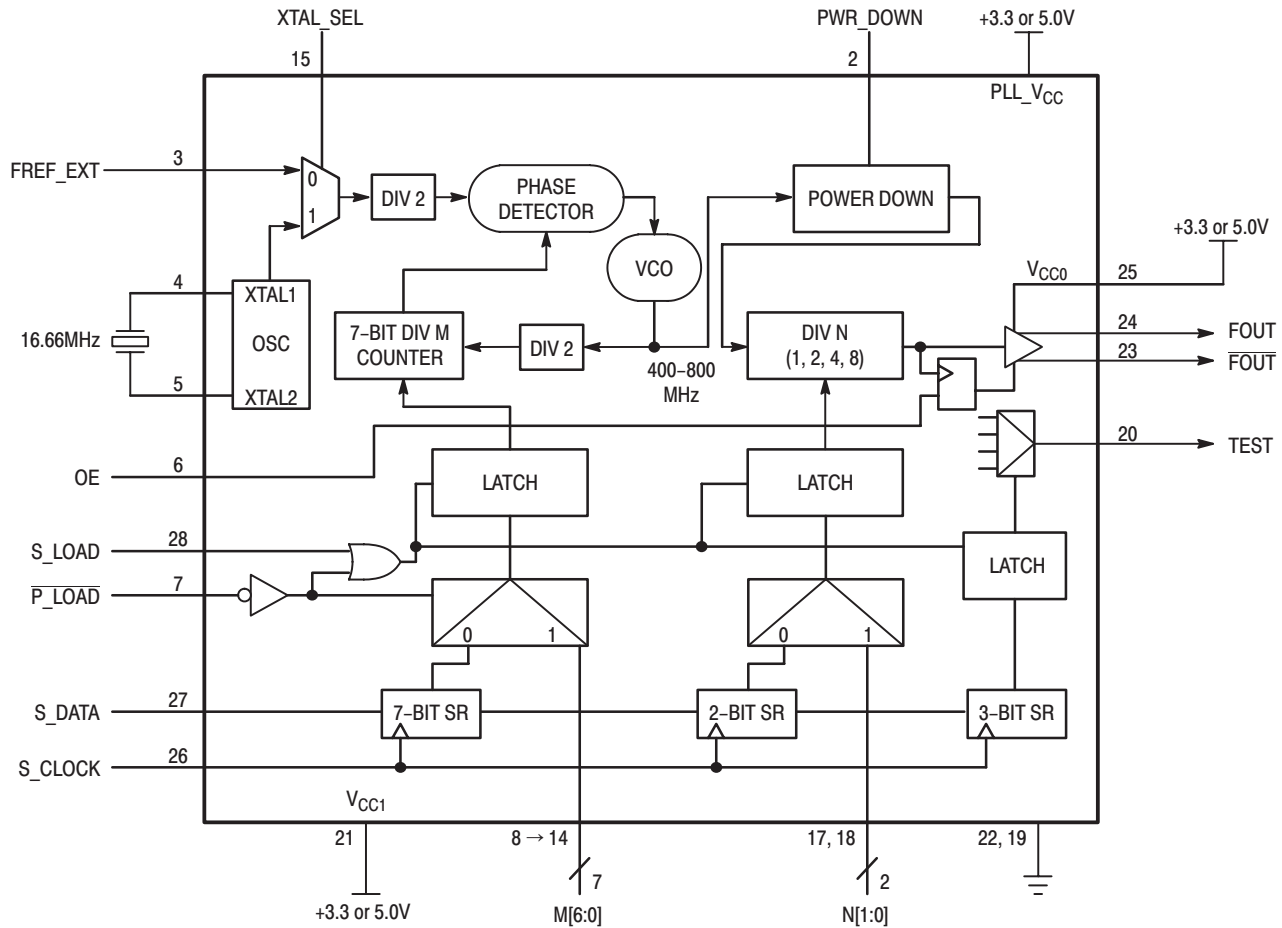 XTAL_SEL
PWR_DOWN
+3.3 or 5.0V
15
2
PLL_VCC
FREF_EXT
3
0
1
DIV 2
PHASE
DETECTOR
POWER DOWN
+3.3 or 5.0V
VCO
VCC0
25
4
XTAL1
OSC
XTAL2
16.66MHz
5
7–BIT DIV M
COUNTER
DIV 2
400–800
MHz
DIV N
(1, 2, 4, 8)
24
FOUT
23
FOUT
20
TEST
OE
6
LATCH
LATCH
S_LOAD
28
LATCH
P_LOAD
7
0
1
0
1
S_DATA
27
7–BIT SR
2–BIT SR
3–BIT SR
S_CLOCK
26
VCC1
21
8 → 14
17, 18
22, 19
7
2
+3.3 or 5.0V
M[6:0]
N[1:0]